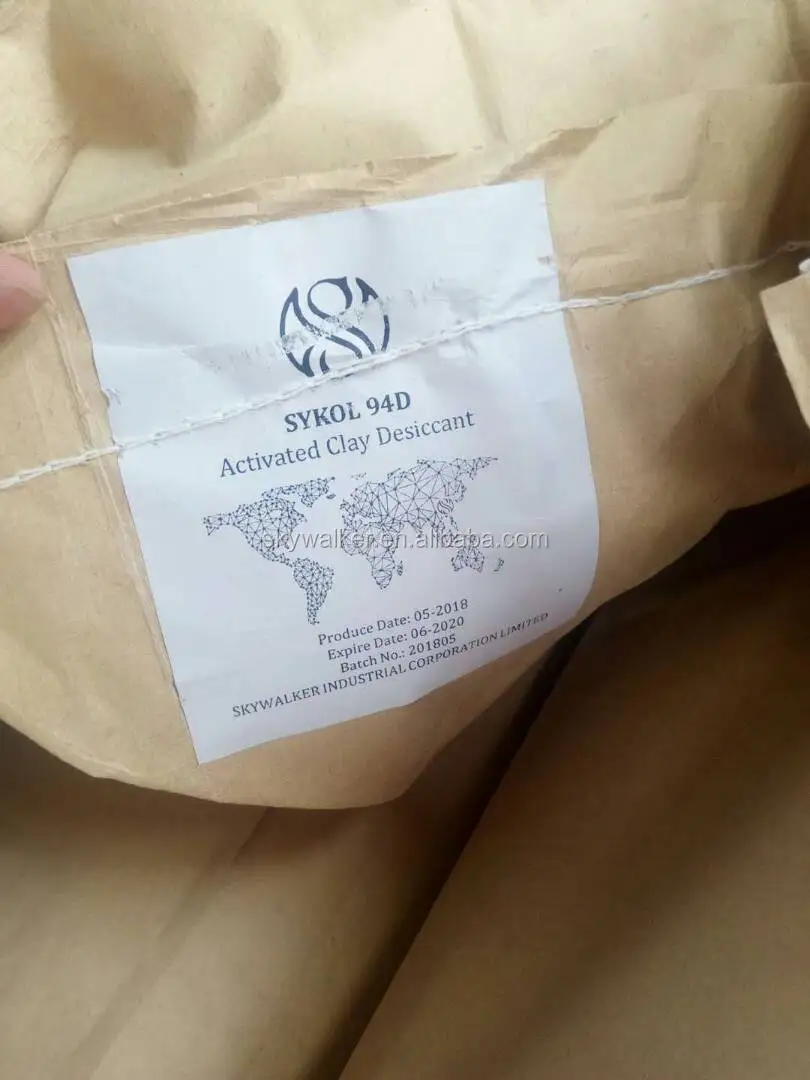 SYKOL 94D
Activated Clay Desiccant
skywalker.en.alibaba.com
Produce Date: 05-2018
Expire Date: 06-2020
Batch No.: 201805
SKYWALKER INDUSTRIAL CORPORATION LIMITED